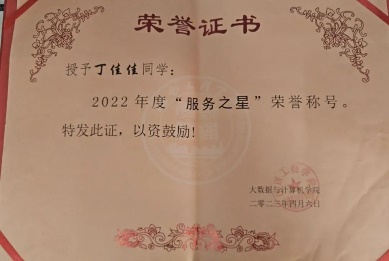 荣誉证书
授予丁佳佳同学：
2022年度“服务之星”荣誉称号。
特发此证，以资鼓励！
大数据与计算机学院
二零二三年四月六日